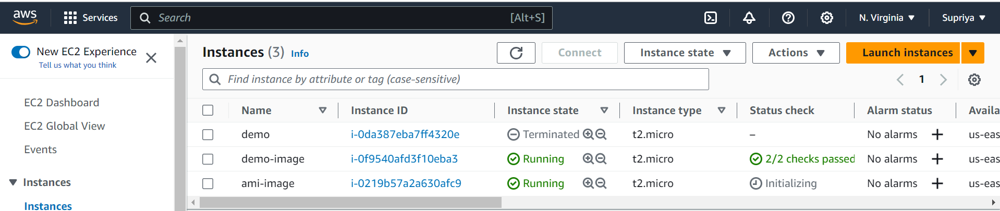 aws Services Search [Alt+S] N. Virginia Supriya
New EC2 Experience
Tell us what you think
EC2 Dashboard
EC2 Global View
Events
Instances
Instances
Instances (3) Info Connect Instance state Actions Launch instances
Find instance by attribute or tag (case-sensitive) 1
Name Instance ID Instance state Instance type Status check Alarm status Availa
demo i-0da387eba7ff4320e Terminated t2.micro – No alarms + us-eas
demo-image i-0f9540afd3f10eba3 Running t2.micro 2/2 checks passed No alarms + us-eas
ami-image i-0219b57a2a630afc9 Running t2.micro Initializing No alarms + us-eas